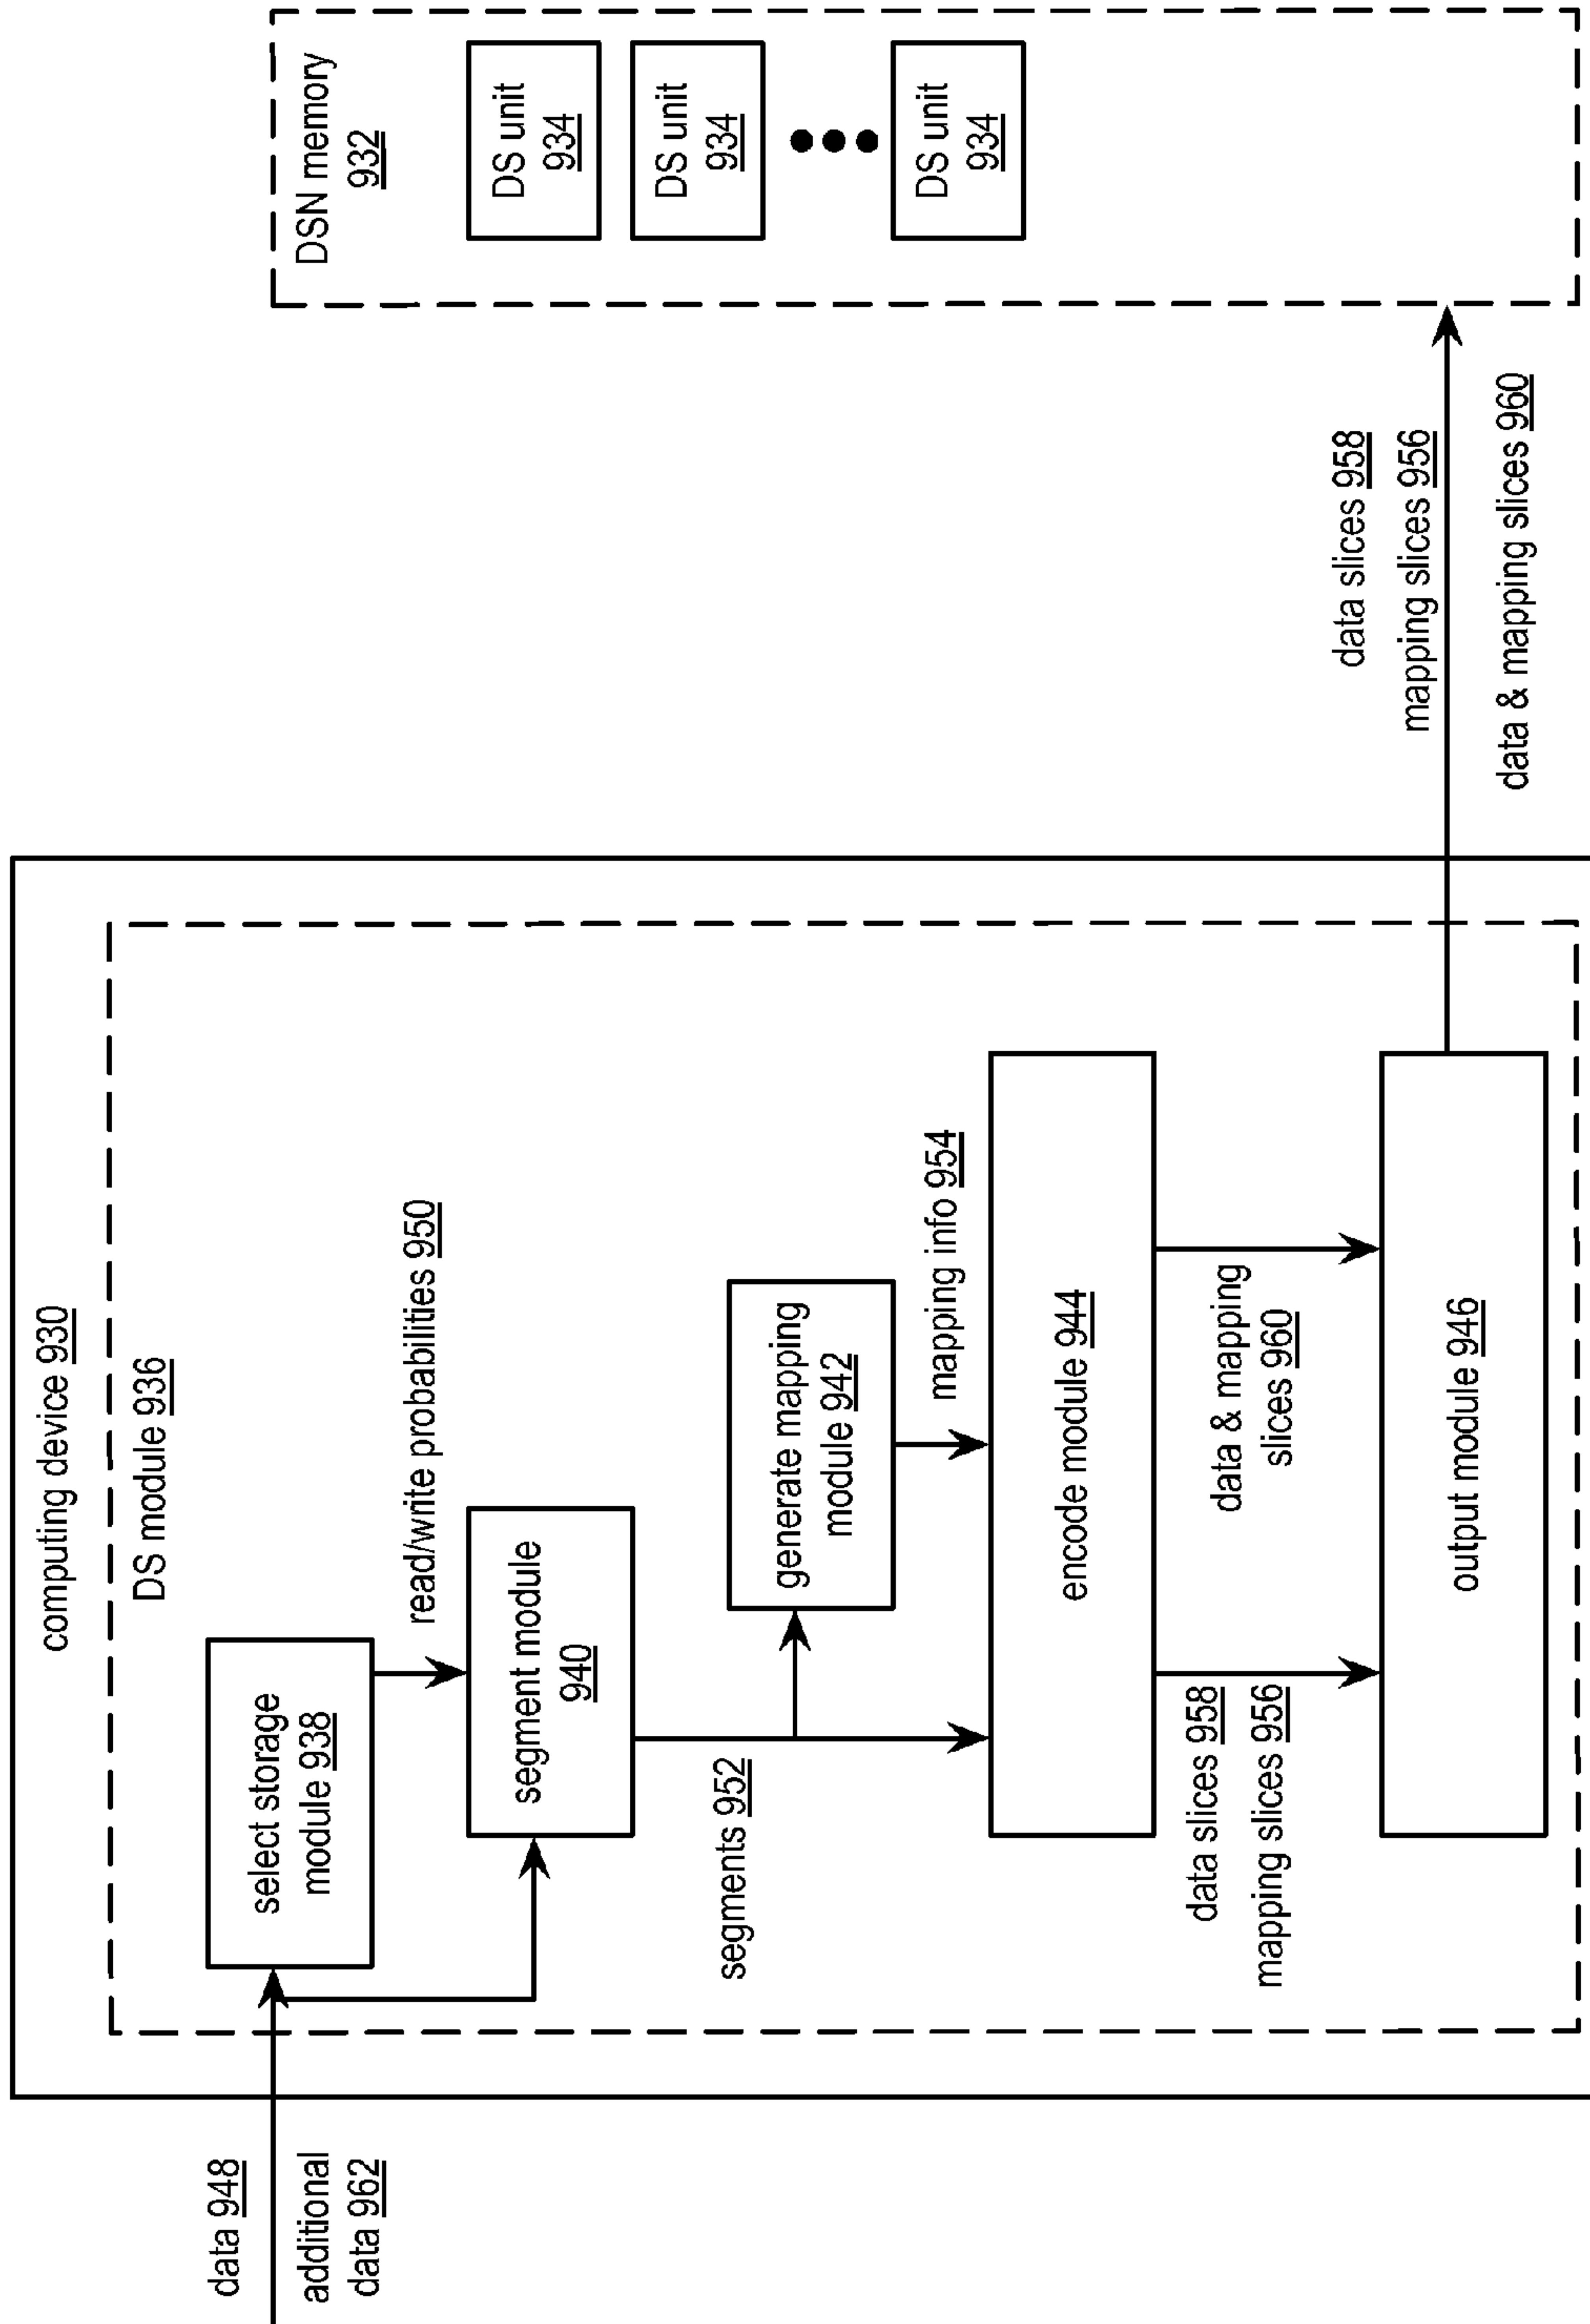 computing device 930
DS module 936
data 948
additional
data 962
select storage
module 938
read/write probabilities 950
segment module
940
segments 952
generate mapping
module 942
mapping info 954
encode module 944
data slices 958
mapping slices 956
data & mapping
slices 960
output module 946
data slices 958
mapping slices 956
data & mapping slices 960
DSN memory
932
DS unit
934
DS unit
934
DS unit
934